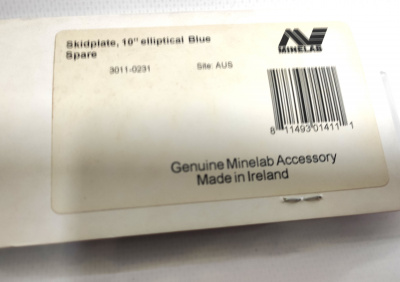 Skidplate, 10" elliptical Blue
Spare
3011-0231 Site: AUS
MINELAB
8 11493 01411 1
Genuine Minelab Accessory
Made in Ireland